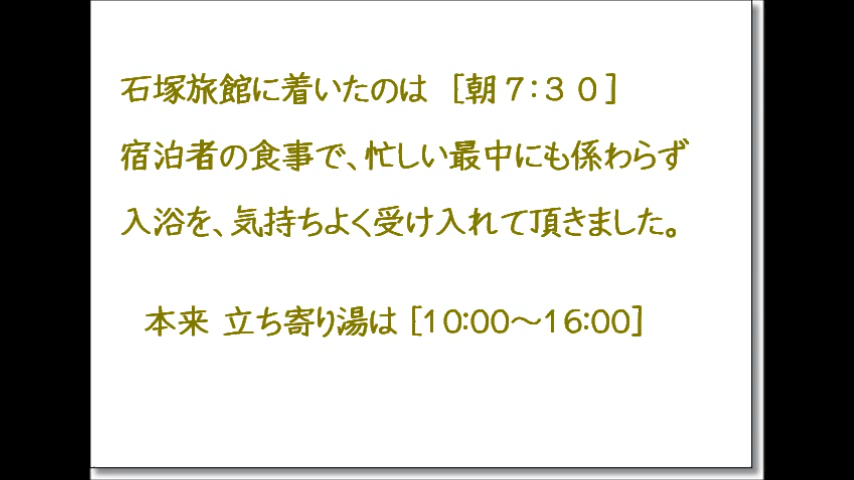 石塚旅館に着いたのは [朝７：３０]
宿泊者の食事で、忙しい最中にも係わらず
入浴を、気持ちよく受け入れて頂きました。
本来 立ち寄り湯は [10:00～16:00]